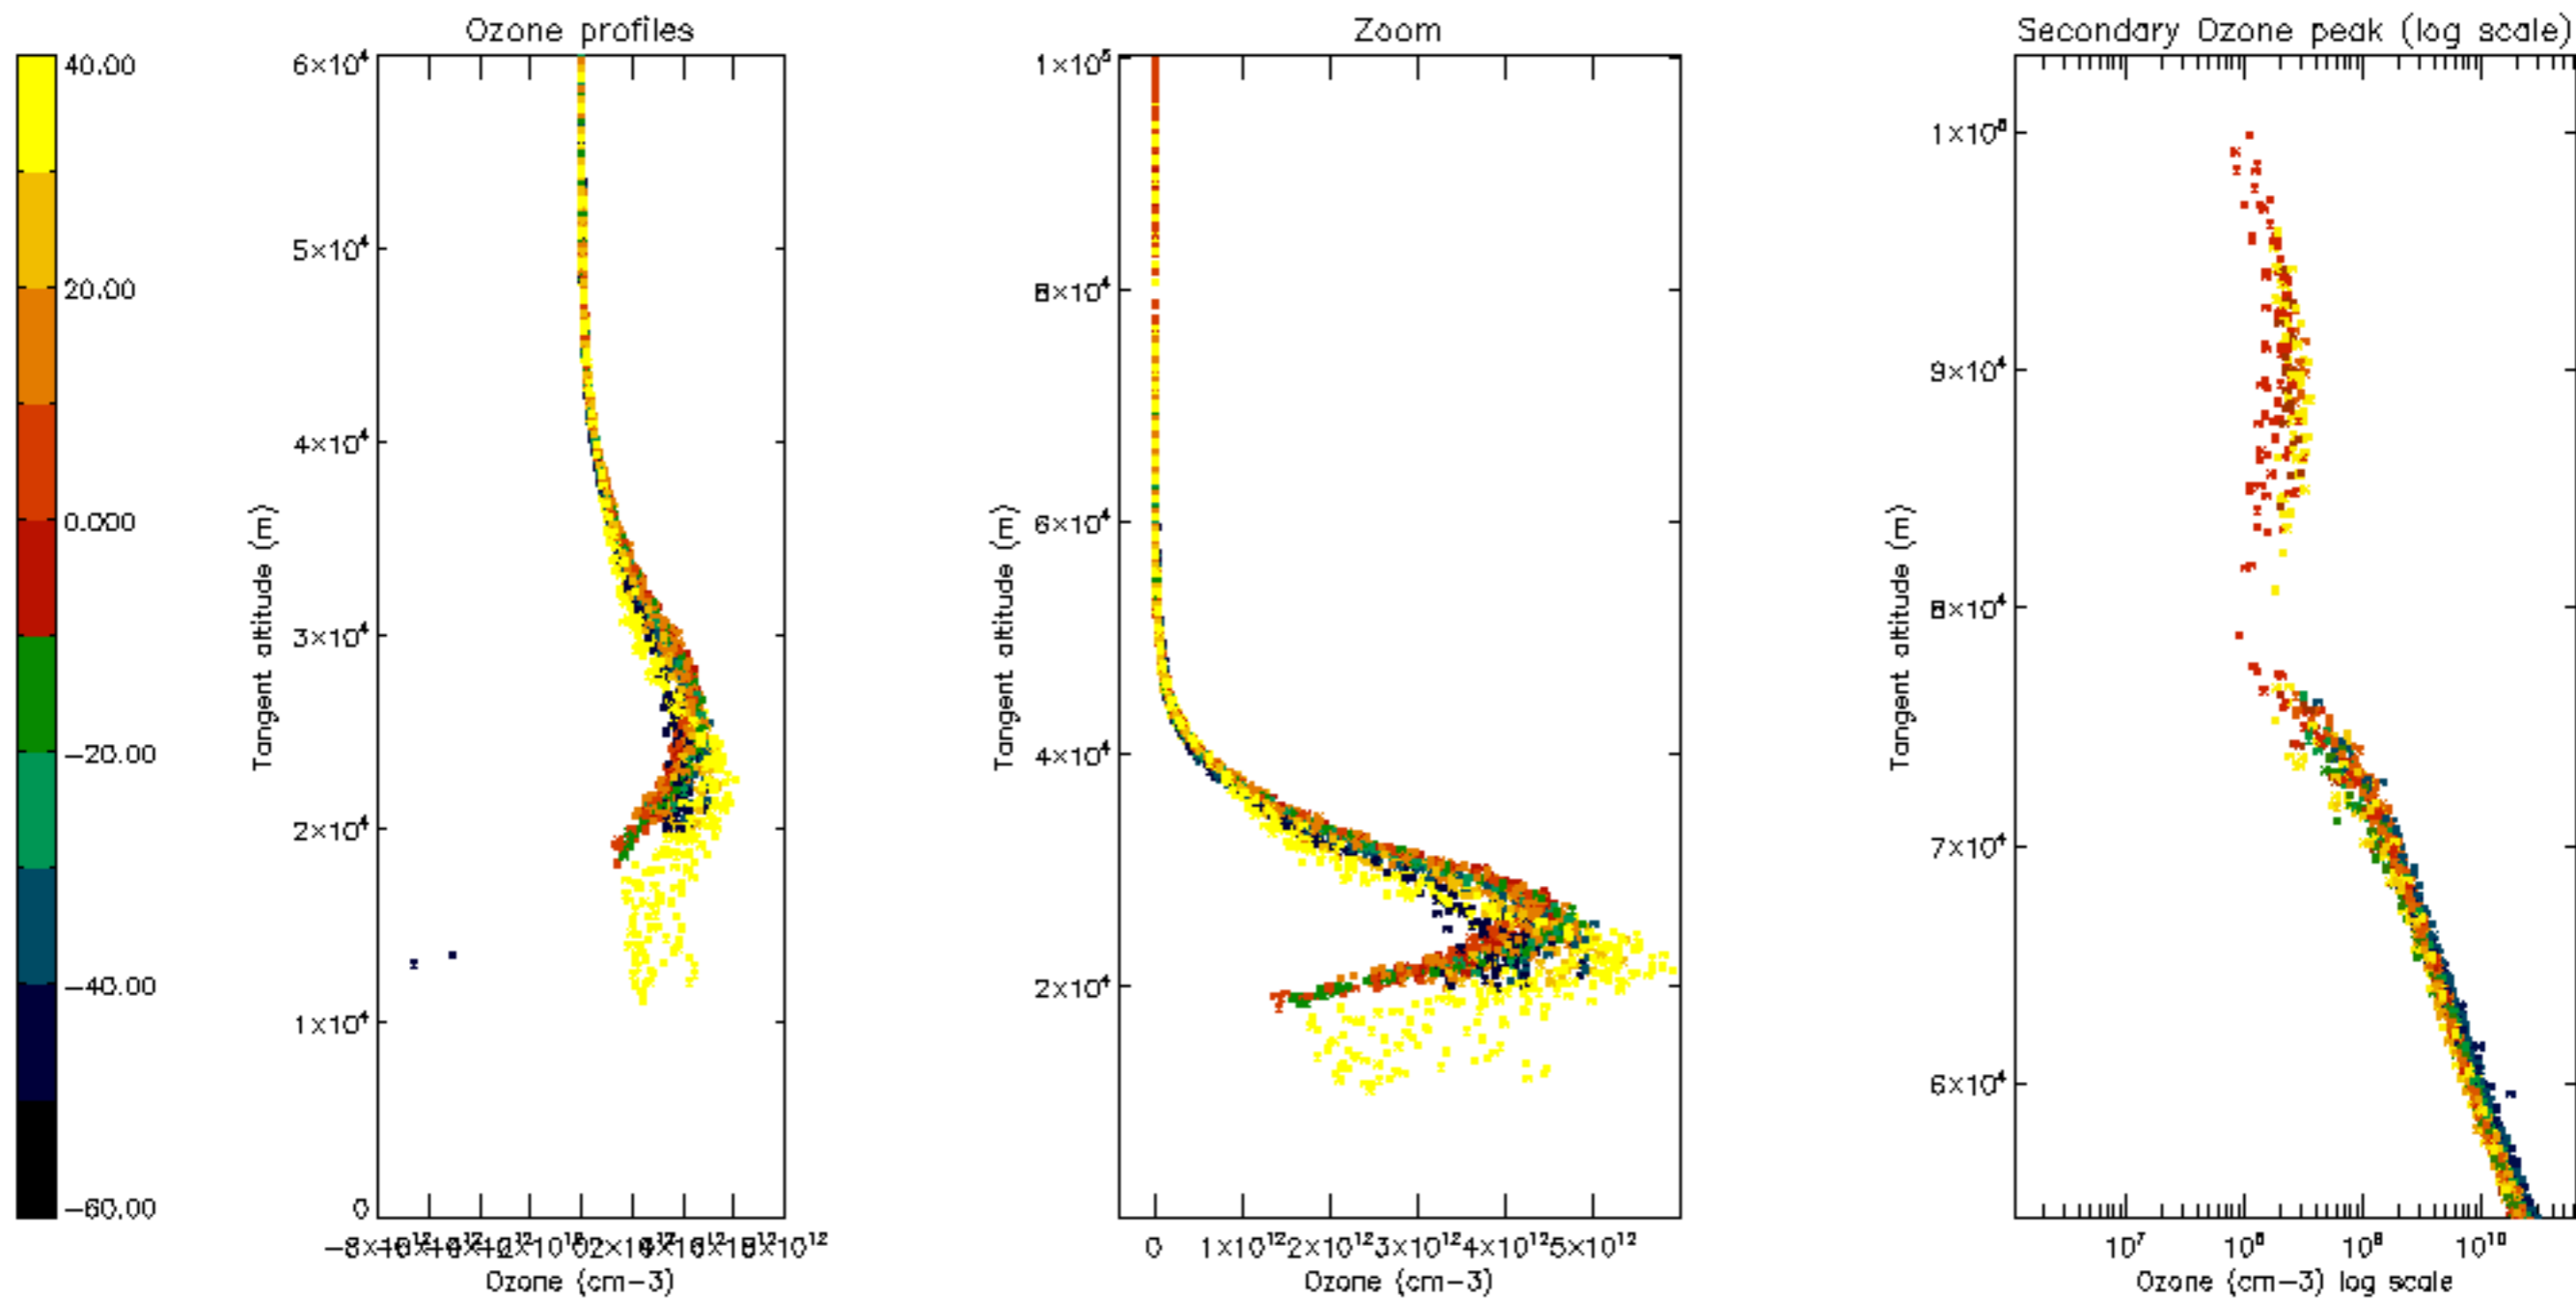 Ozone profiles
Zoom
Secondary Ozone peak (log scale)
40.00
20.00
0.000
−20.00
−40.00
−60.00
6×10⁴
5×10⁴
4×10⁴
3×10⁴
2×10⁴
1×10⁴
0
Tangent altitude (m)
Ozone (cm−3)
1×10⁵
8×10⁴
6×10⁴
4×10⁴
2×10⁴
Tangent altitude (m)
0 1×10¹² 2×10¹² 3×10¹² 4×10¹² 5×10¹²
Ozone (cm−3)
9×10⁴
8×10⁴
7×10⁴
6×10⁴
Tangent altitude (m)
10⁷ 10⁸ 10⁹ 10¹⁰
Ozone (cm−3) log scale